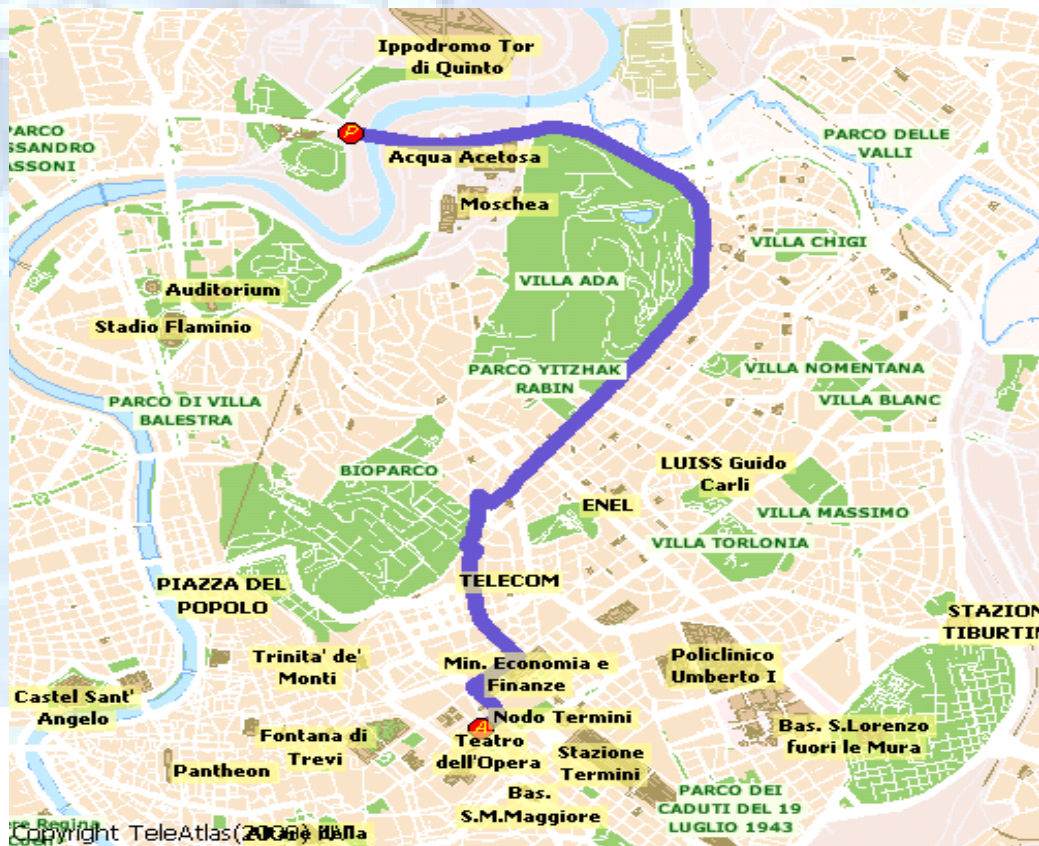 Ippodromo Tor
di Quinto
P
PARCO
SSANDRO
ASSONI
Acqua Acetosa
PARCO DELLE
VALLI
Moschea
VILLA CHIGI
VILLA ADA
Auditorium
Stadio Flaminio
PARCO YITZHAK
RABIN
VILLA NOMENTANA
VILLA BLANC
PARCO DI VILLA
BALESTRA
BIOPARCO
LUISS Guido
Carli
ENEL
VILLA MASSIMO
VILLA TORLONIA
PIAZZA DEL
POPOLO
TELECOM
STAZION
TIBURTIN
Trinita' de'
Monti
Min. Economia e
Finanze
Policlinico
Umberto I
Castel Sant'
Angelo
Nodo Termini
A
Teatro
dell'Opera
Fontana di
Trevi
Stazione
Termini
Bas. S.Lorenzo
fuori le Mura
Pantheon
Bas.
S.M.Maggiore
PARCO DEI
CADUTI DEL 19
LUGLIO 1943
re Regina
Copyright TeleAtlas